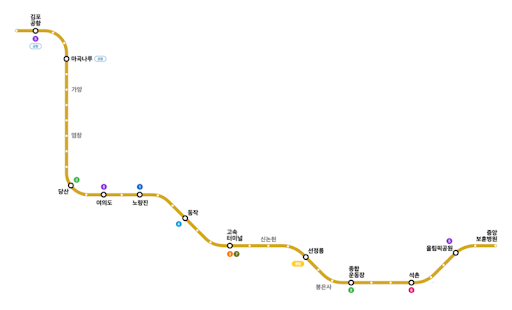 김포
공항
5
공항
마곡나루
공항
가양
염창
2
당산
5
여의도
1
노량진
동작
4
고속
터미널
3
7
신논현
선정릉
봉은사
종합
운동장
2
석촌
8
5
올림픽공원
중앙
보훈병원